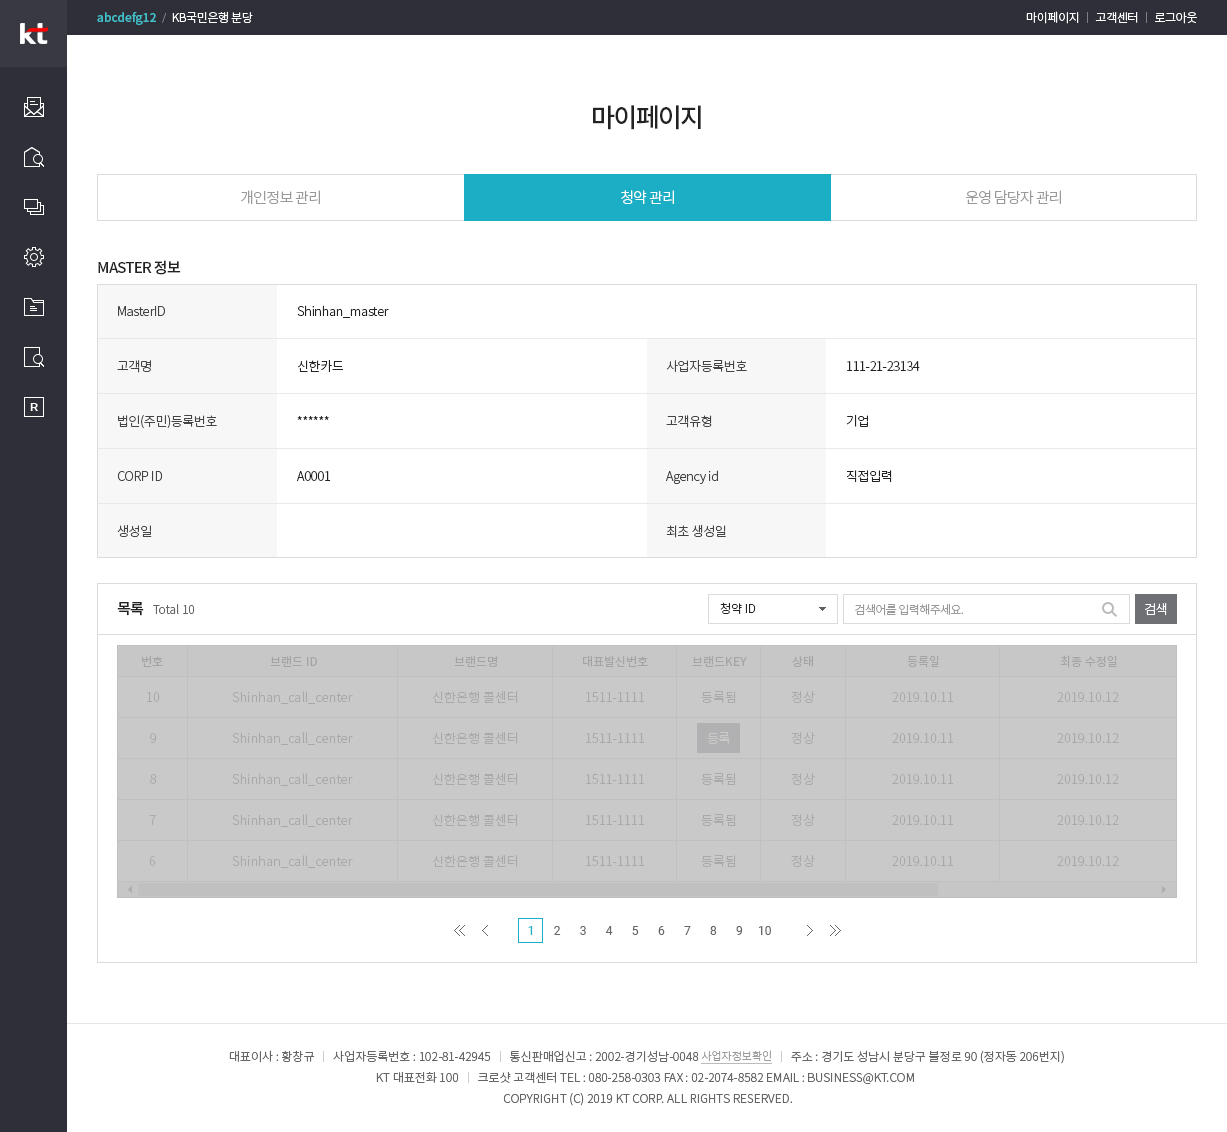 kt abcdefg12 / KB국민은행 분당 마이페이지 고객센터 로그아웃
마이페이지
개인정보 관리 청약 관리 운영 담당자 관리
MASTER 정보
MasterID Shinhan_master
고객명 신한카드 사업자등록번호 111-21-23134
법인(주민)등록번호 ****** 고객유형 기업
CORP ID A0001 Agency id 직접입력
생성일 최초 생성일
R
목록 Total 10 청약 ID 검색어를 입력해주세요. 검색
번호 브랜드 ID 브랜드명 대표발신번호 브랜드KEY 상태 등록일 최종 수정일
10 Shinhan_call_center 신한은행 콜센터 1511-1111 등록됨 정상 2019.10.11 2019.10.12
9 Shinhan_call_center 신한은행 콜센터 1511-1111 등록 정상 2019.10.11 2019.10.12
8 Shinhan_call_center 신한은행 콜센터 1511-1111 등록됨 정상 2019.10.11 2019.10.12
7 Shinhan_call_center 신한은행 콜센터 1511-1111 등록됨 정상 2019.10.11 2019.10.12
6 Shinhan_call_center 신한은행 콜센터 1511-1111 등록됨 정상 2019.10.11 2019.10.12
1 2 3 4 5 6 7 8 9 10
대표이사 : 황창규 사업자등록번호 : 102-81-42945 통신판매업신고 : 2002-경기성남-0048 사업자정보확인 주소 : 경기도 성남시 분당구 불정로 90 (정자동 206번지)
KT 대표전화 100 크로샷 고객센터 TEL : 080-258-0303 FAX : 02-2074-8582 EMAIL : BUSINESS@KT.COM
COPYRIGHT (C) 2019 KT CORP. ALL RIGHTS RESERVED.